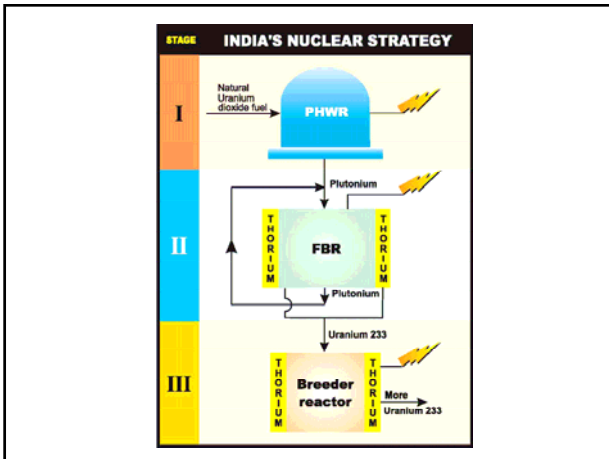 STAGE INDIA'S NUCLEAR STRATEGY
I
Natural
Uranium
dioxide fuel
PHWR
Plutonium
II
THORIUM
FBR
THORIUM
Plutonium
Uranium 233
III
THORIUM
Breeder
reactor
THORIUM
More
Uranium 233